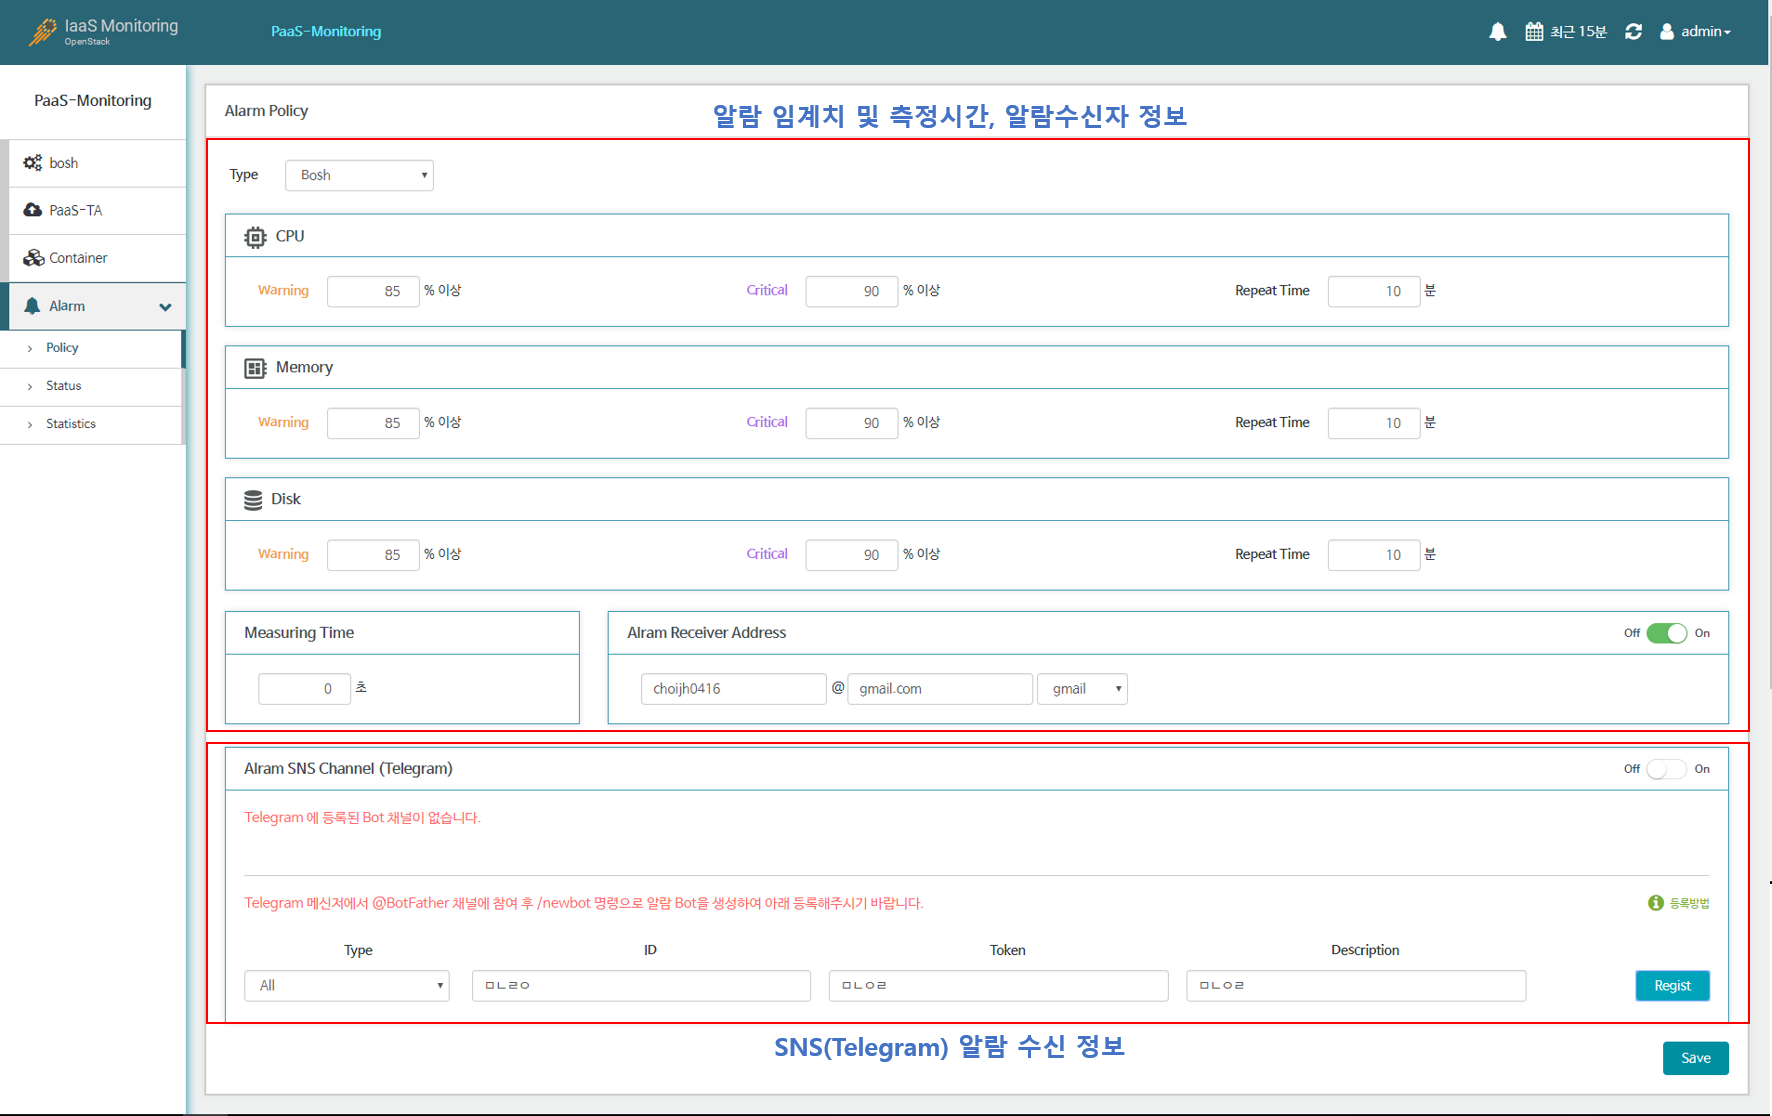 IaaS Monitoring
OpenStack
PaaS-Monitoring
최근 15분
admin
PaaS-Monitoring
bosh
PaaS-TA
Container
Alarm
Policy
Status
Statistics
Alarm Policy
알람 임계치 및 측정시간, 알람수신자 정보
Type Bosh
CPU
Warning 85 % 이상 Critical 90 % 이상 Repeat Time 10 분
Memory
Warning 85 % 이상 Critical 90 % 이상 Repeat Time 10 분
Disk
Warning 85 % 이상 Critical 90 % 이상 Repeat Time 10 분
Measuring Time
0 초
Alram Receiver Address Off On
choijh0416 @ gmail.com gmail
Alram SNS Channel (Telegram) Off On
Telegram 에 등록된 Bot 채널이 없습니다.
Telegram 메신저에서 @BotFather 채널에 참여 후 /newbot 명령으로 알람 Bot을 생성하여 아래 등록해주시기 바랍니다. 등록방법
Type ID Token Description
All ㅁㄴㄹㅇ ㅁㄴㅇㄹ ㅁㄴㅇㄹ Regist
SNS(Telegram) 알람 수신 정보
Save